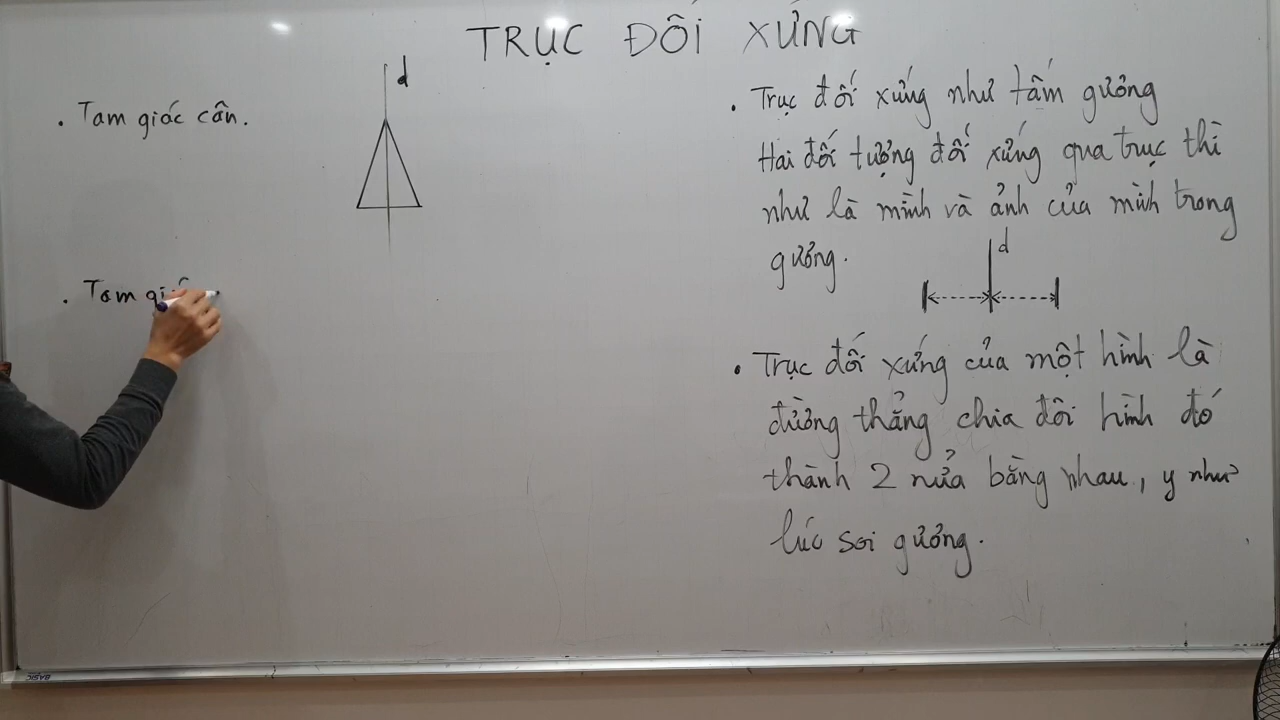 TRỤC ĐỐI XỨNG
d
. Tam giác cân.
. Tam giá
. Trục đối xứng như tấm gương
Hai đối tượng đối xứng qua trục thì
như là mình và ảnh của mình trong
gương.
d
. Trục đối xứng của một hình là
đường thẳng chia đôi hình đó
thành 2 nửa bằng nhau, y như
lúc soi gương.
BASIC